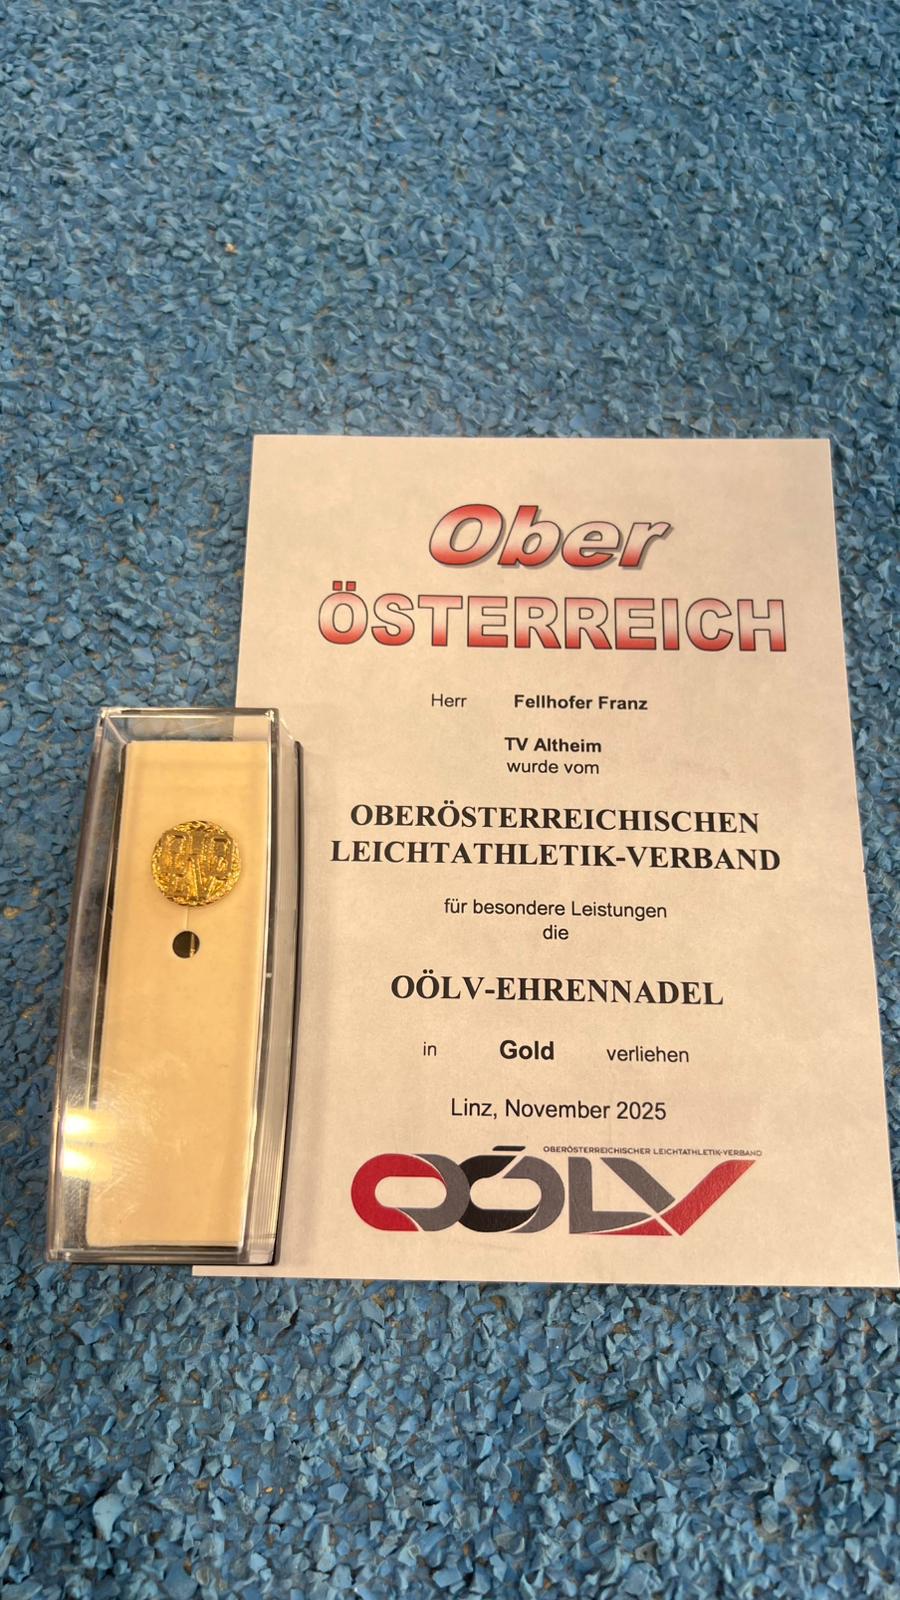 Ober
ÖSTERREICH
Herr Fellhofer Franz
TV Altheim
wurde vom
OBERÖSTERREICHISCHEN
LEICHTATHLETIK-VERBAND
für besondere Leistungen
die
OÖLV-EHRENNADEL
in Gold verliehen
Linz, November 2025
OBERÖSTERREICHISCHER LEICHTATHLETIK-VERBAND
OÖLV